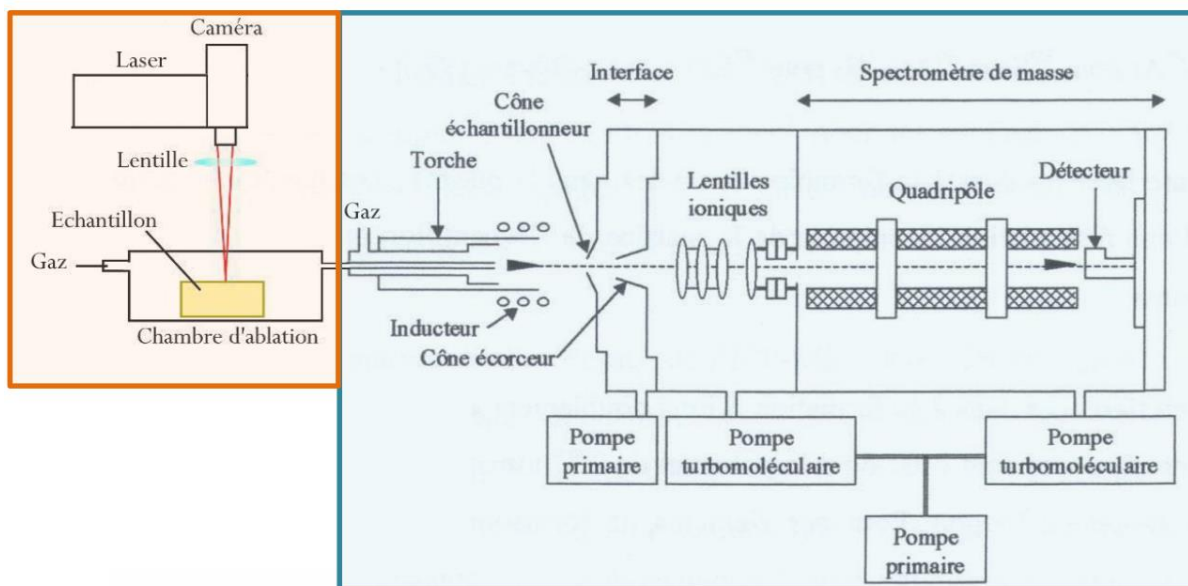 Caméra
Laser
Lentille
Echantillon
Gaz
Chambre d'ablation
Gaz
Torche
Inducteur
Interface
Cône
échantillonneur
Cône écorceur
Lentilles
ioniques
Spectromètre de masse
Quadripôle
Détecteur
Pompe
primaire
Pompe
turbomoléculaire
Pompe
turbomoléculaire
Pompe
primaire